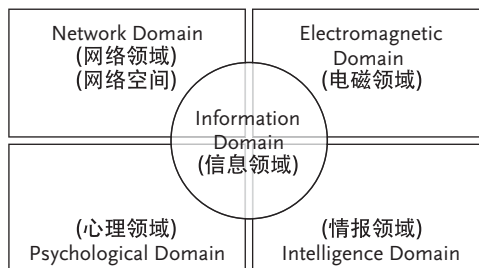 Network Domain
(网络领域)
(网络空间)
Electromagnetic
Domain
(电磁领域)
Information
Domain
(信息领域)
(心理领域)
Psychological Domain
(情报领域)
Intelligence Domain